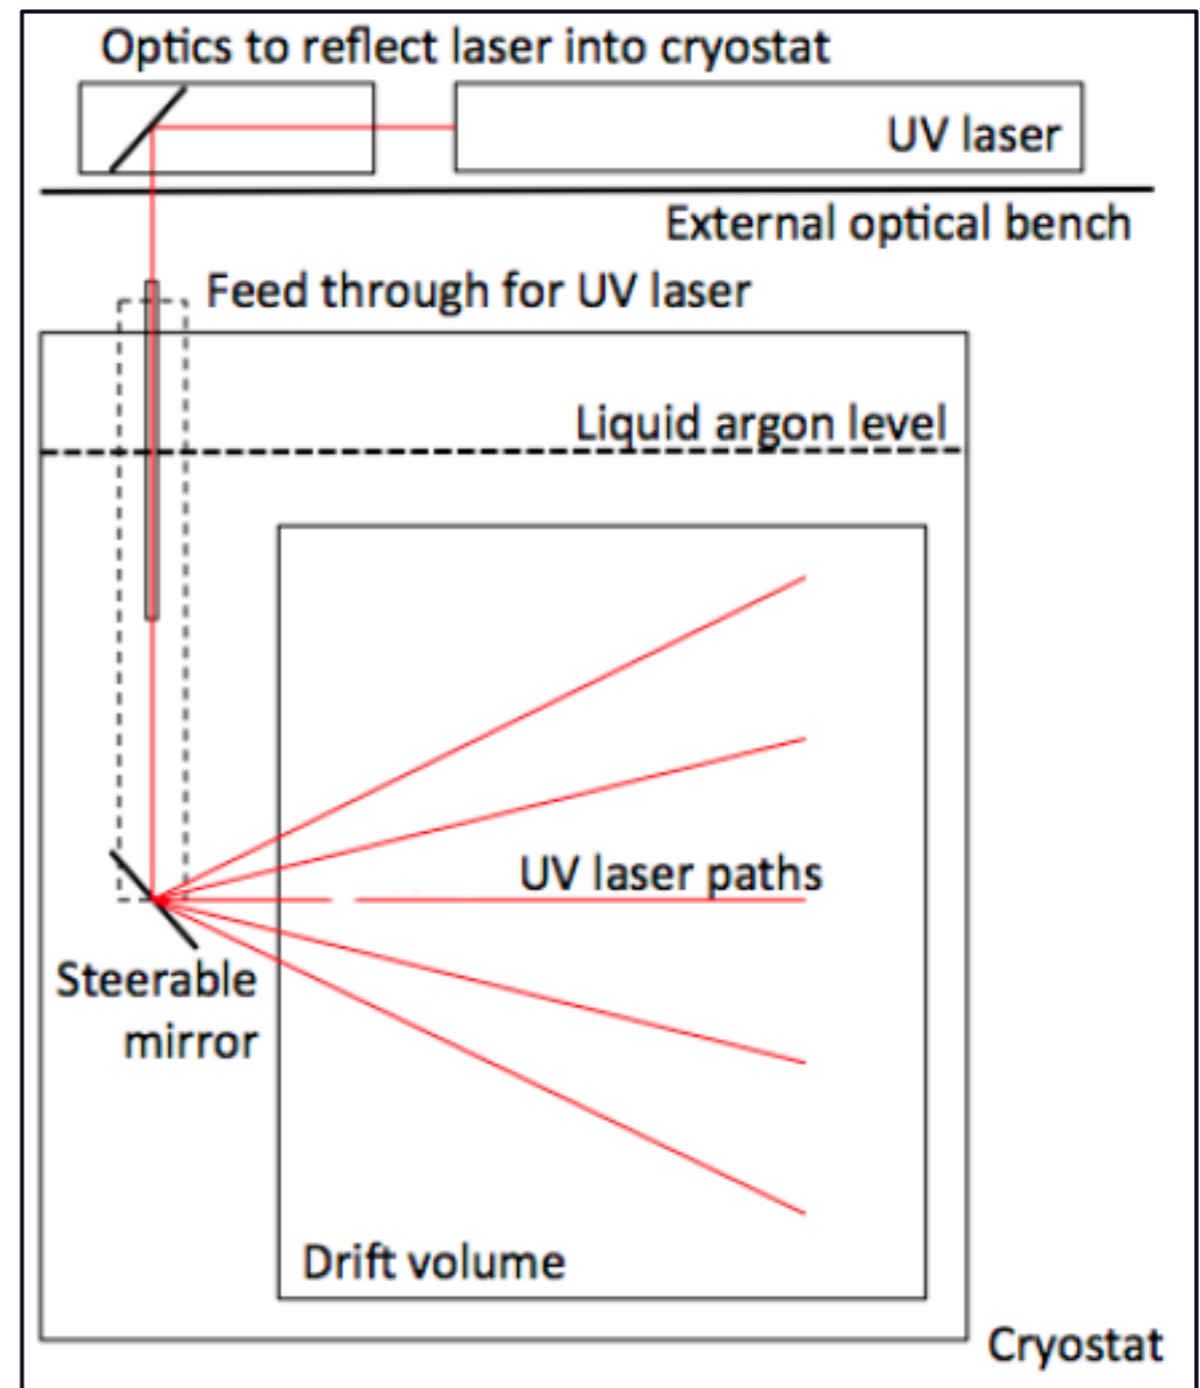 Optics to reflect laser into cryostat
UV laser
External optical bench
Feed through for UV laser
Liquid argon level
UV laser paths
Steerable
mirror
Drift volume
Cryostat